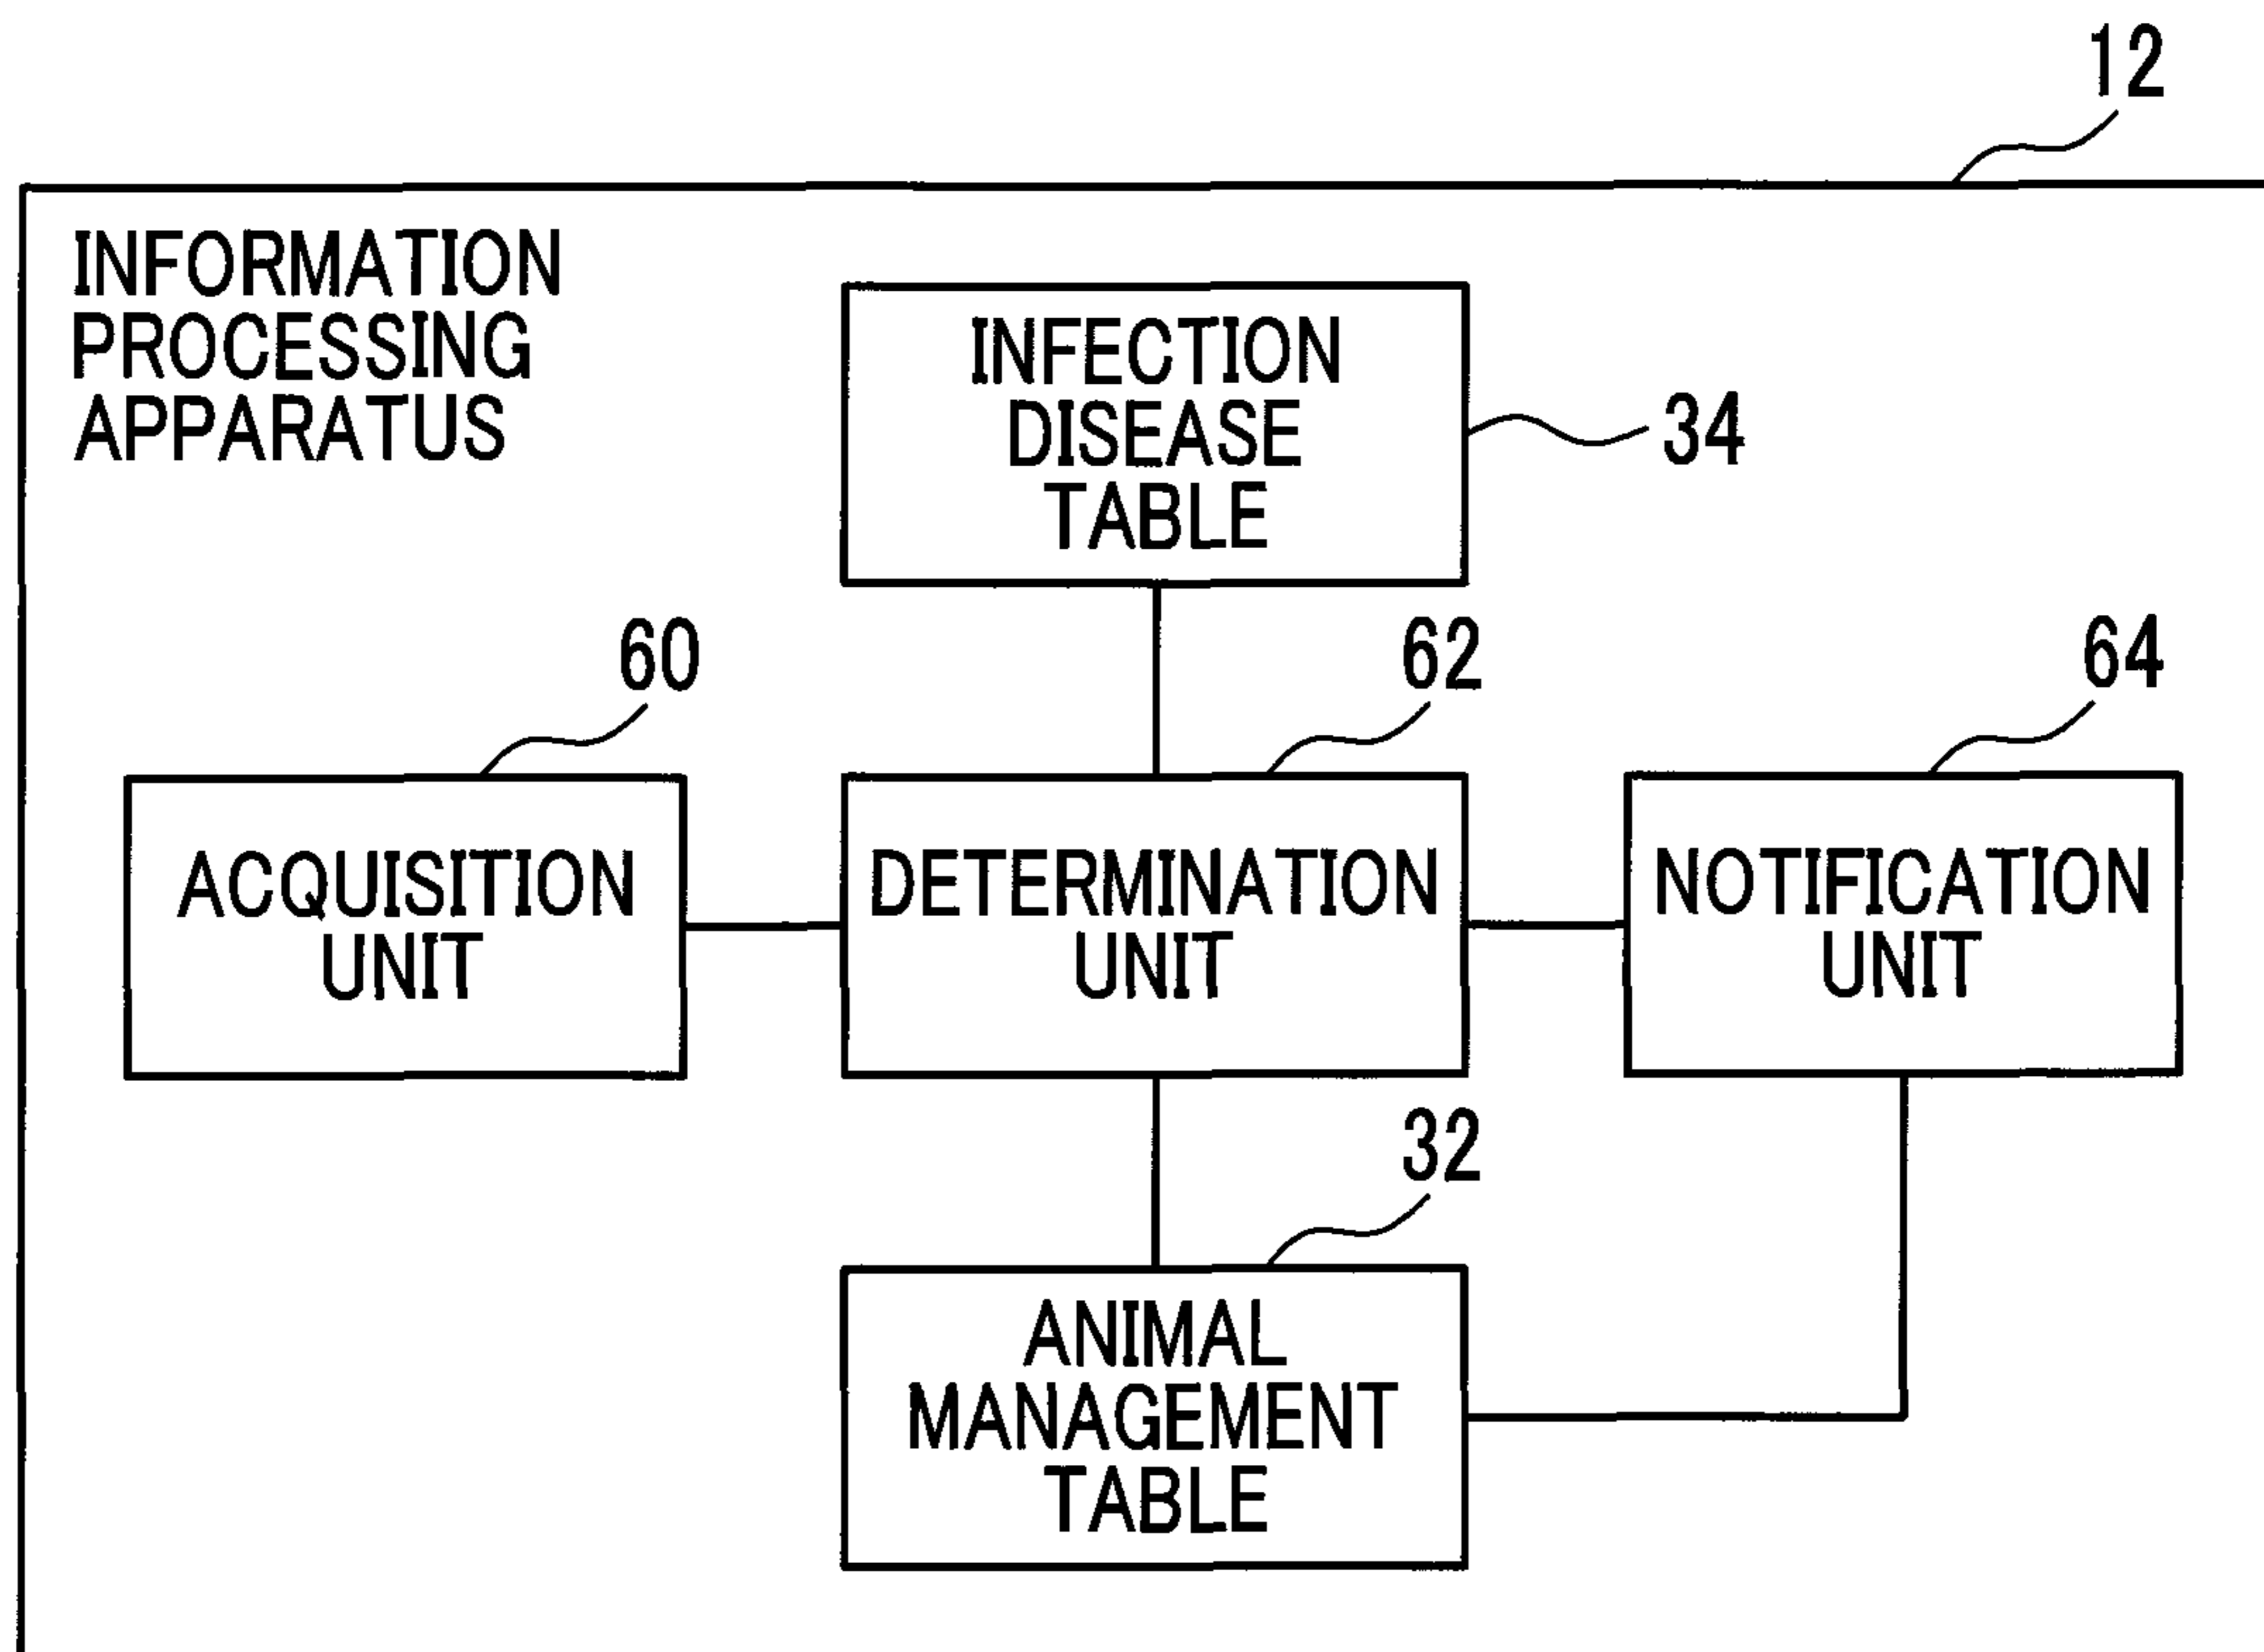 12
INFORMATION
PROCESSING
APPARATUS
INFECTION
DISEASE
TABLE
34
60
62
64
ACQUISITION
UNIT
DETERMINATION
UNIT
NOTIFICATION
UNIT
32
ANIMAL
MANAGEMENT
TABLE